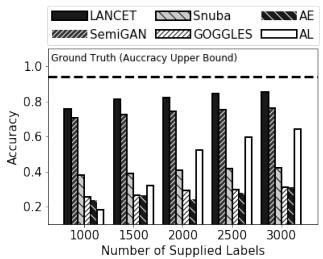 LANCET Snuba AE
SemiGAN GOGGLES AL
Ground Truth (Auccracy Upper Bound)
1.0
0.8
0.6
0.4
0.2
Accuracy
1000 1500 2000 2500 3000
Number of Supplied Labels